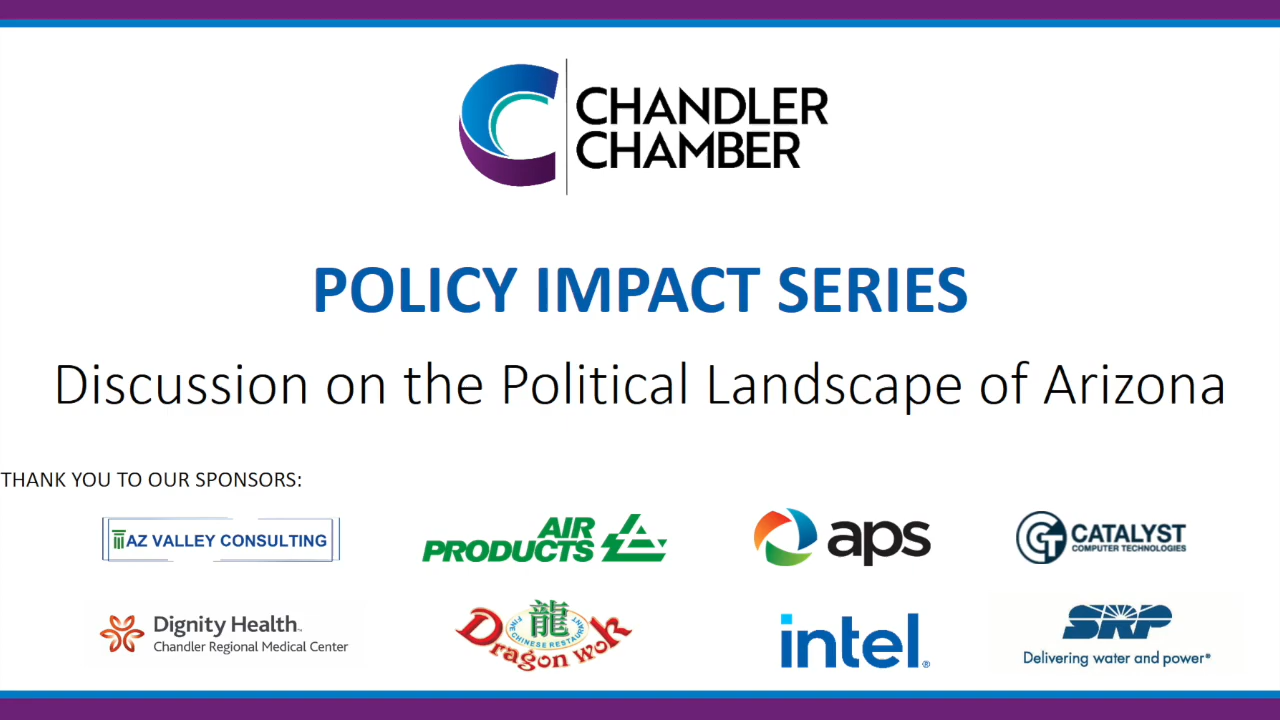 CHANDLER
CHAMBER
POLICY IMPACT SERIES
Discussion on the Political Landscape of Arizona
THANK YOU TO OUR SPONSORS:
AZ VALLEY CONSULTING
AIR
PRODUCTS
aps
CATALYST
COMPUTER TECHNOLOGIES
Dignity Health™
Chandler Regional Medical Center
龍
FINE CHINESE RESTAURANT
Dragon Wok
intel®
SRP
Delivering water and power®